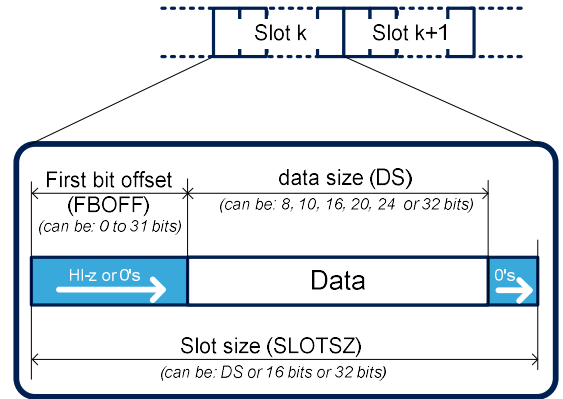 Slot k
Slot k+1
First bit offset
(FBOFF)
(can be: 0 to 31 bits)
data size (DS)
(can be: 8, 10, 16, 20, 24 or 32 bits)
HI-z or 0's
Data
0's
Slot size (SLOTSZ)
(can be: DS or 16 bits or 32 bits)